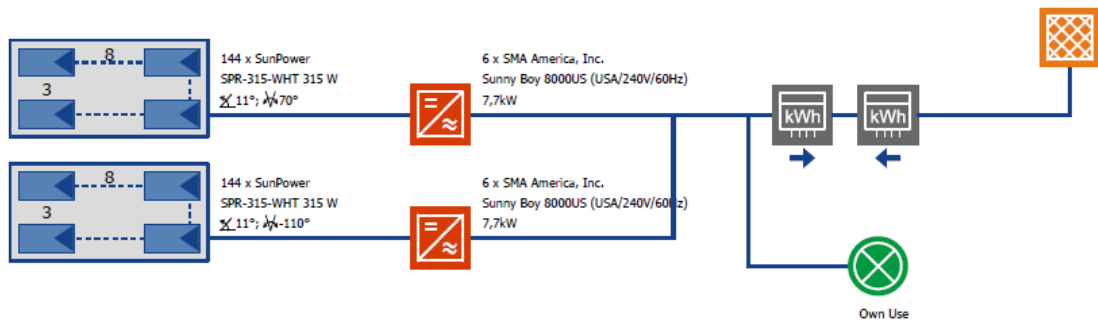 8
3
144 x SunPower
SPR-315-WHT 315 W
11°; 70°
6 x SMA America, Inc.
Sunny Boy 8000US (USA/240V/60Hz)
7,7kW
kWh
kWh
8
3
144 x SunPower
SPR-315-WHT 315 W
11°; -110°
6 x SMA America, Inc.
Sunny Boy 8000US (USA/240V/60Hz)
7,7kW
Own Use